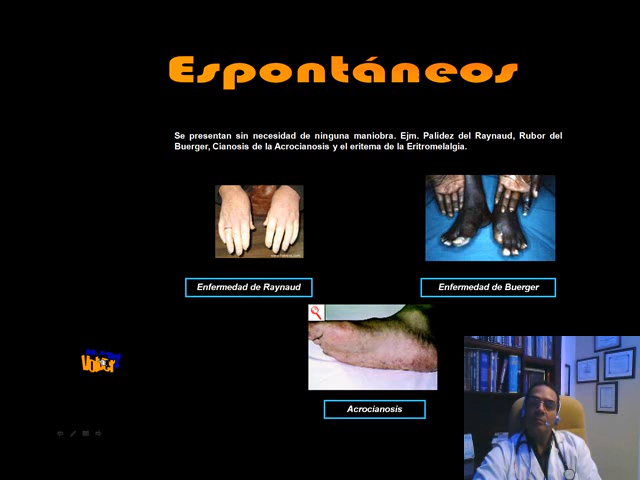 Espontáneos
Se presentan sin necesidad de ninguna maniobra. Ejm. Palidez del Raynaud, Rubor del
Buerger, Cianosis de la Acrocianosis y el eritema de la Eritromelalgia.
Enfermedad de Raynaud
Enfermedad de Buerger
Volver
Acrocianosis